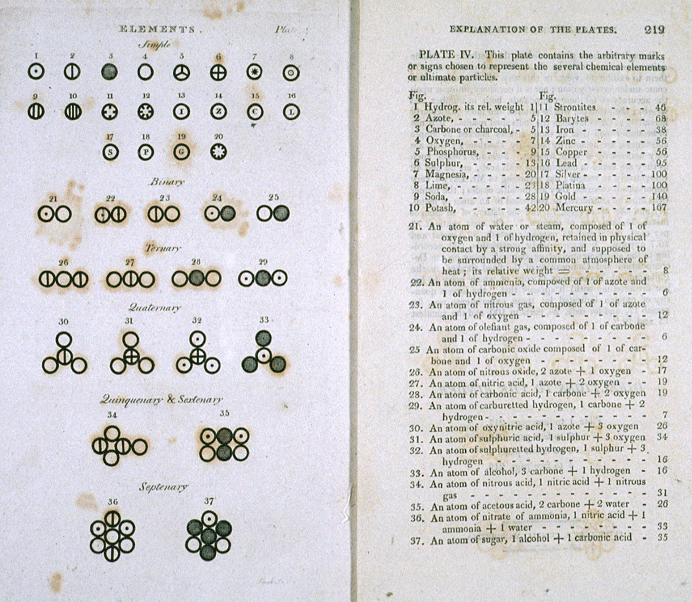 ELEMENTS.
Simple
1 2 3 4 5 6 7 8
9 10 11 12 13 14 15 16
I Z C L
17 18 19 20
S P G
Binary
21 22 23 24 25
Ternary
26 27 28 29
Quaternary
30 31 32 33
Quinquenary & Sextenary
34 35
Septenary
36 37
EXPLANATION OF THE PLATES. 219
PLATE IV. This plate contains the arbitrary marks
or signs chosen to represent the several chemical elements
or ultimate particles.
Fig. Fig.
1 Hydrog. its rel. weight 1 11 Strontites - - - 46
2 Azote, - - - - 5 12 Barytes - - - 68
3 Carbone or charcoal, - 5 13 Iron - - - 38
4 Oxygen, - - - 7 14 Zinc - - - 56
5 Phosphorus, - - - 9 15 Copper - - - 56
6 Sulphur, - - - 13 16 Lead - - - 95
7 Magnesia, - - - 20 17 Silver - - - 100
8 Lime, - - - 23 18 Platina - - - 100
9 Soda, - - - 28 19 Gold - - - 140
10 Potash, - - - 42 20 Mercury - - - 167
21. An atom of water or steam, composed of 1 of
oxygen and 1 of hydrogen, retained in physical
contact by a strong affinity, and supposed to
be surrounded by a common atmosphere of
heat; its relative weight = - - - 8
22. An atom of ammonia, composed of 1 of azote and
1 of hydrogen - - - 6
23. An atom of nitrous gas, composed of 1 of azote
and 1 of oxygen - - - 12
24. An atom of olefiant gas, composed of 1 of carbone
and 1 of hydrogen - - - 6
25 An atom of carbonic oxide composed of 1 of car-
bone and 1 of oxygen - - - 12
26. An atom of nitrous oxide, 2 azote + 1 oxygen - 17
27. An atom of nitric acid, 1 azote + 2 oxygen - 19
28. An atom of carbonic acid, 1 carbone + 2 oxygen 19
29. An atom of carburetted hydrogen, 1 carbone + 2
hydrogen - - - 7
30. An atom of oxynitric acid, 1 azote + 3 oxygen 26
31. An atom of sulphuric acid, 1 sulphur + 3 oxygen 34
32. An atom of sulphuretted hydrogen, 1 sulphur + 3
hydrogen - - - 16
33. An atom of alcohol, 3 carbone + 1 hydrogen - 16
34. An atom of nitrous acid, 1 nitric acid + 1 nitrous
gas - - - 31
35. An atom of acetous acid, 2 carbone + 2 water - 26
36. An atom of nitrate of ammonia, 1 nitric acid + 1
ammonia + 1 water - - - 33
37. An atom of sugar, 1 alcohol + 1 carbonic acid - 35